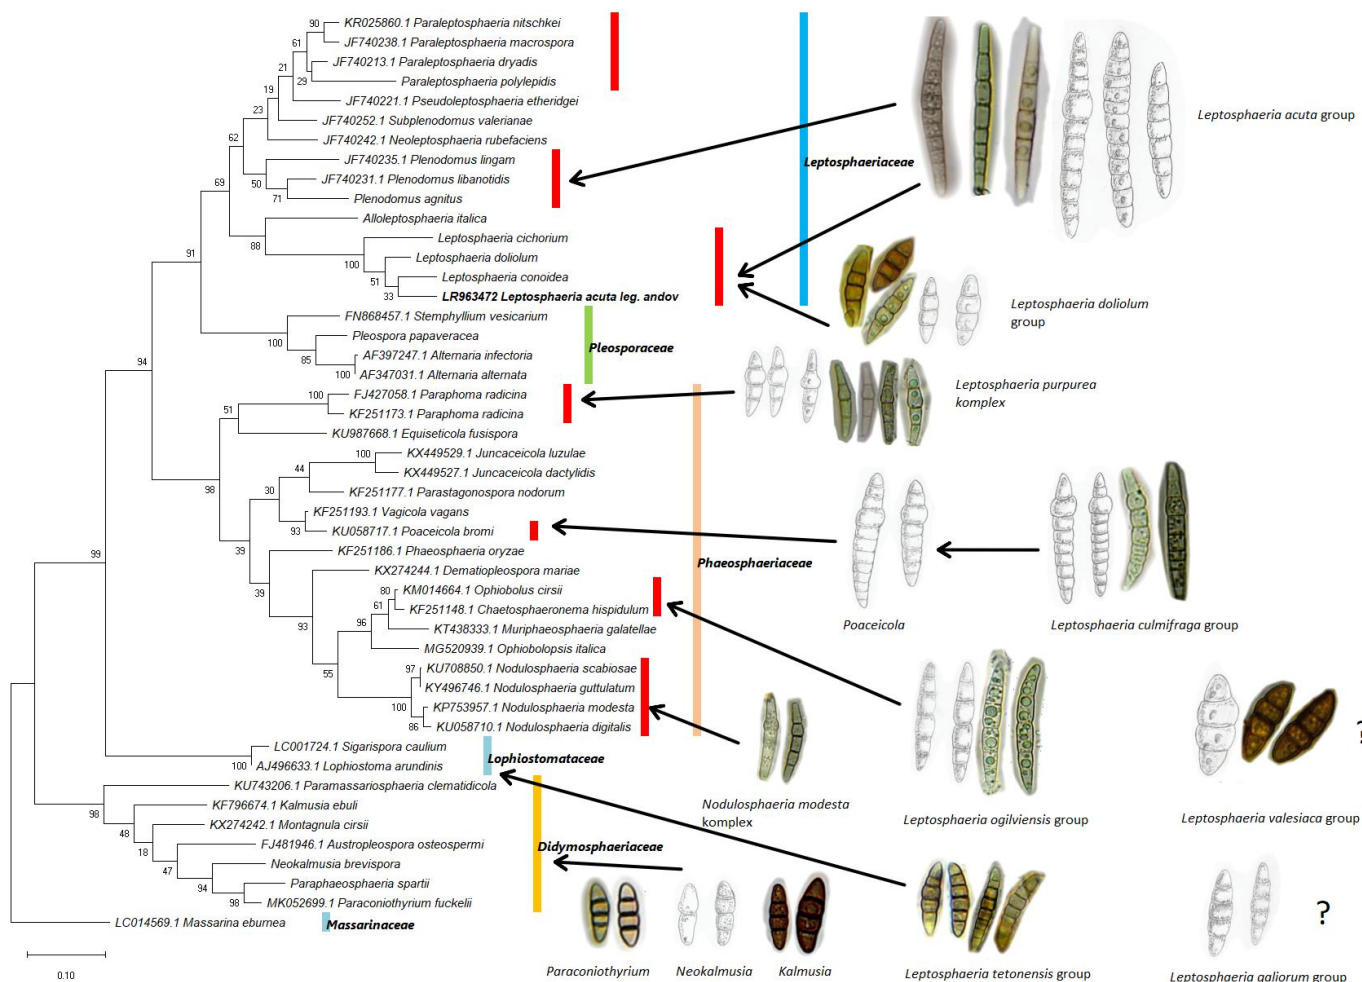 90
KR025860.1 Paraleptosphaeria nitschkei
JF740238.1 Paraleptosphaeria macrospora
61
JF740213.1 Paraleptosphaeria dryadis
21
29
Paraleptosphaeria polylepidis
19
JF740221.1 Pseudoleptosphaeria etheridgei
23
JF740252.1 Subplenodomus valerianae
62
JF740242.1 Neoleptosphaeria rubefaciens
JF740235.1 Plenodomus lingam
69
50
JF740231.1 Plenodomus libanotidis
71
Plenodomus agnitus
Alloleptosphaeria italica
88
Leptosphaeria cichorium
91
100
Leptosphaeria doliolum
51
Leptosphaeria conoidea
33
LR963472 Leptosphaeria acuta leg. andov
FN868457.1 Stemphyllium vesicarium
100
Pleospora papaveracea
85
AF397247.1 Alternaria infectoria
94
100
AF347031.1 Alternaria alternata
100
FJ427058.1 Paraphoma radicina
51
KF251173.1 Paraphoma radicina
KU987668.1 Equiseticola fusispora
98
100
KX449529.1 Juncaceicola luzulae
44
KX449527.1 Juncaceicola dactylidis
30
KF251177.1 Parastagonospora nodorum
KF251193.1 Vagicola vagans
93
KU058717.1 Poaceicola bromi
39
KF251186.1 Phaeosphaeria oryzae
99
KX274244.1 Dematiopleospora mariae
39
80
KM014664.1 Ophiobolus cirsii
61
KF251148.1 Chaetosphaeronema hispidulum
93
96
KT438333.1 Muriphaeosphaeria galatellae
MG520939.1 Ophiobolopsis italica
55
97
KU708850.1 Nodulosphaeria scabiosae
KY496746.1 Nodulosphaeria guttulatum
100
KP753957.1 Nodulosphaeria modesta
86
KU058710.1 Nodulosphaeria digitalis
LC001724.1 Sigarispora caulium
100
AJ496633.1 Lophiostoma arundinis
KU743206.1 Paramassariosphaeria clematidicola
98
KF796674.1 Kalmusia ebuli
48
KX274242.1 Montagnula cirsii
18
FJ481946.1 Austropleospora osteospermi
47
Neokalmusia brevispora
94
Paraphaeosphaeria spartii
98
MK052699.1 Paraconiothyrium fuckelii
LC014569.1 Massarina eburnea
0.10
Leptosphaeriaceae
Pleosporaceae
Phaeosphaeriaceae
Lophiostomataceae
Didymosphaeriaceae
Massarinaceae
Leptosphaeria acuta group
Leptosphaeria doliolum
group
Leptosphaeria purpurea
komplex
Poaceicola
Leptosphaeria culmifraga group
Nodulosphaeria modesta
komplex
Leptosphaeria ogilviensis group
Leptosphaeria valesiaca group
?
Paraconiothyrium
Neokalmusia
Kalmusia
Leptosphaeria tetonensis group
Leptosphaeria galiorum group
?